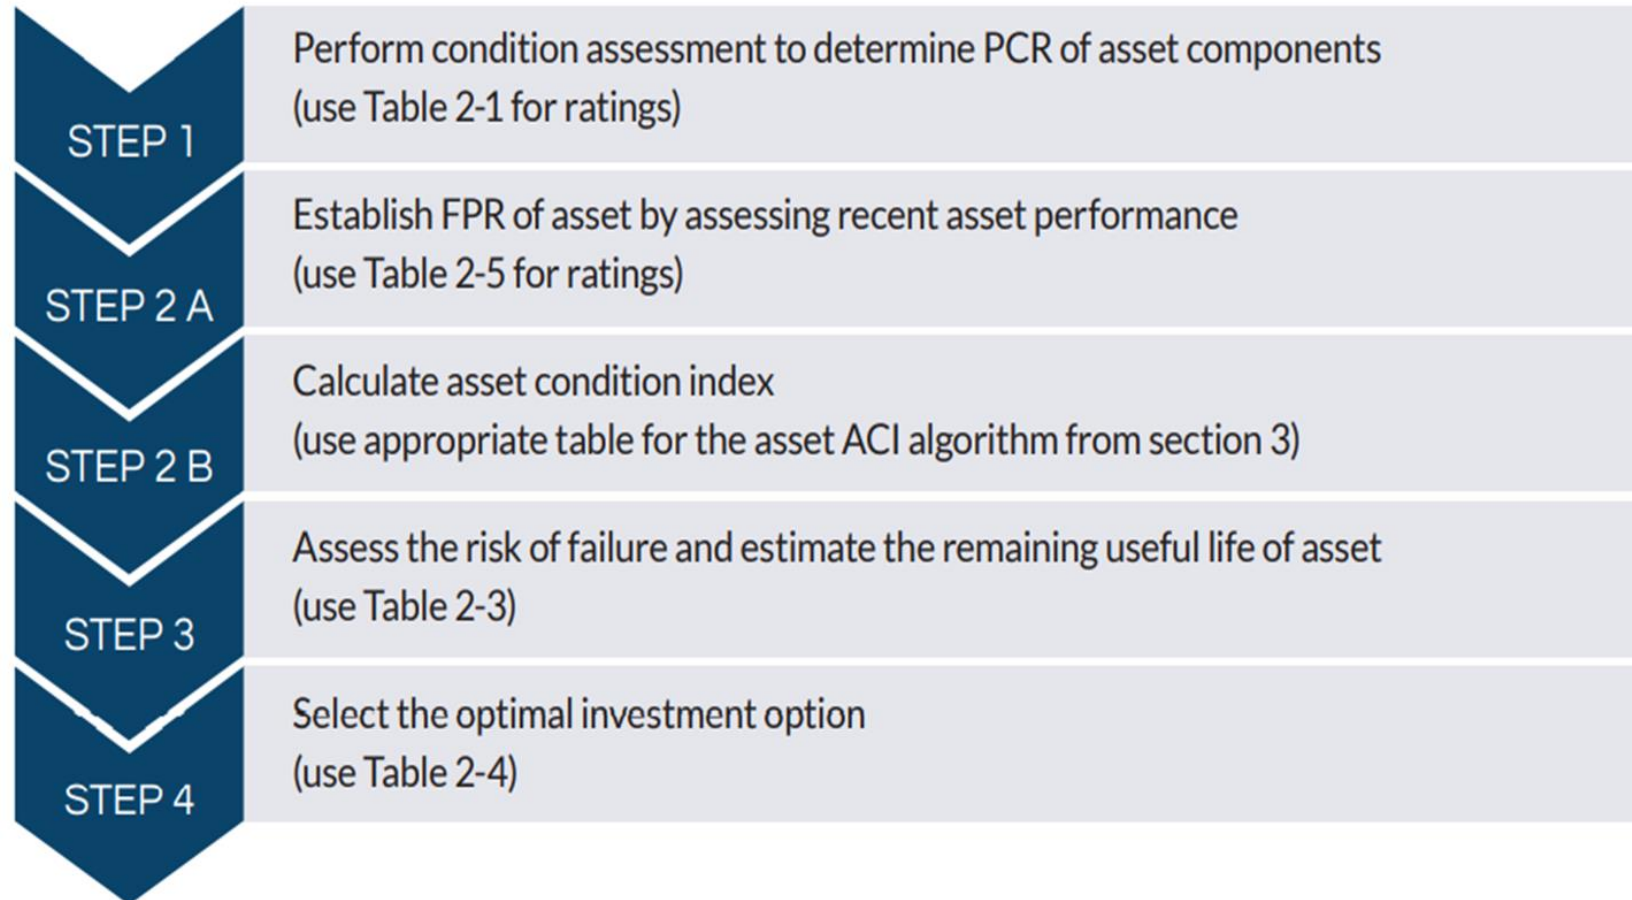 STEP 1
Perform condition assessment to determine PCR of asset components
(use Table 2-1 for ratings)
STEP 2 A
Establish FPR of asset by assessing recent asset performance
(use Table 2-5 for ratings)
STEP 2 B
Calculate asset condition index
(use appropriate table for the asset ACI algorithm from section 3)
STEP 3
Assess the risk of failure and estimate the remaining useful life of asset
(use Table 2-3)
STEP 4
Select the optimal investment option
(use Table 2-4)